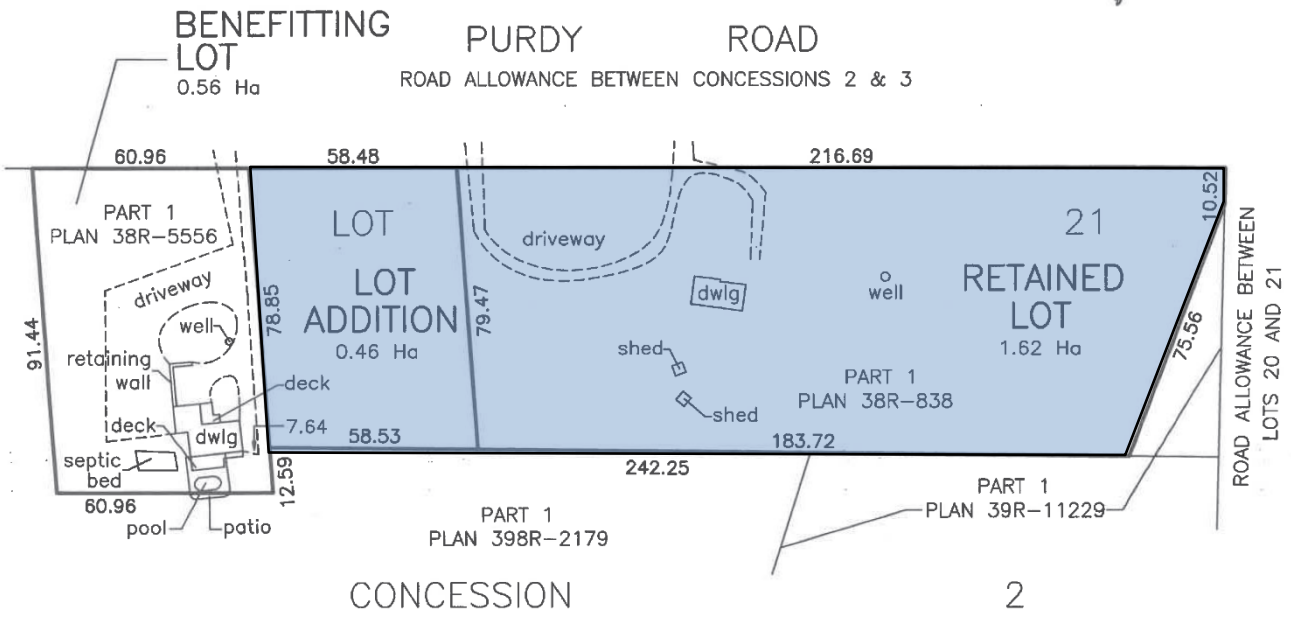 BENEFITTING
LOT
0.56 Ha
PURDY ROAD
ROAD ALLOWANCE BETWEEN CONCESSIONS 2 & 3
60.96
58.48
216.69
10.52
PART 1
PLAN 38R-5556
LOT
21
driveway
driveway
LOT
ADDITION
0.46 Ha
dwlg
well
RETAINED
LOT
1.62 Ha
91.44
78.85
79.47
75.56
ROAD ALLOWANCE BETWEEN
LOTS 20 AND 21
well
retaining
wall
deck
shed
shed
PART 1
PLAN 38R-838
deck
dwlg
7.64
58.53
183.72
septic
bed
12.59
242.25
60.96
pool
patio
PART 1
PLAN 398R-2179
PART 1
PLAN 39R-11229
CONCESSION 2